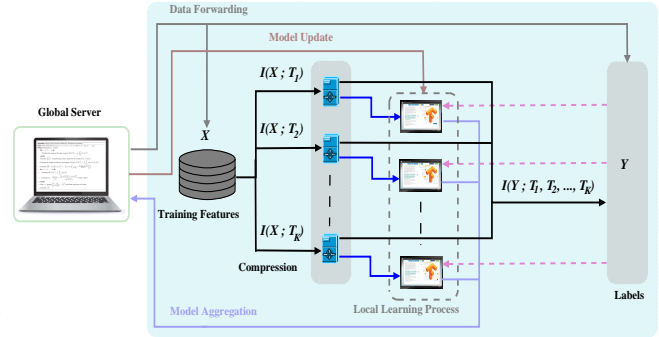 Data Forwarding
Model Update
I(X ; T1)
Global Server
X
I(X ; T2)
Y
I(Y ; T1, T2, ..., TK)
Training Features
I(X ; TK)
Compression
Labels
Model Aggregation
Local Learning Process